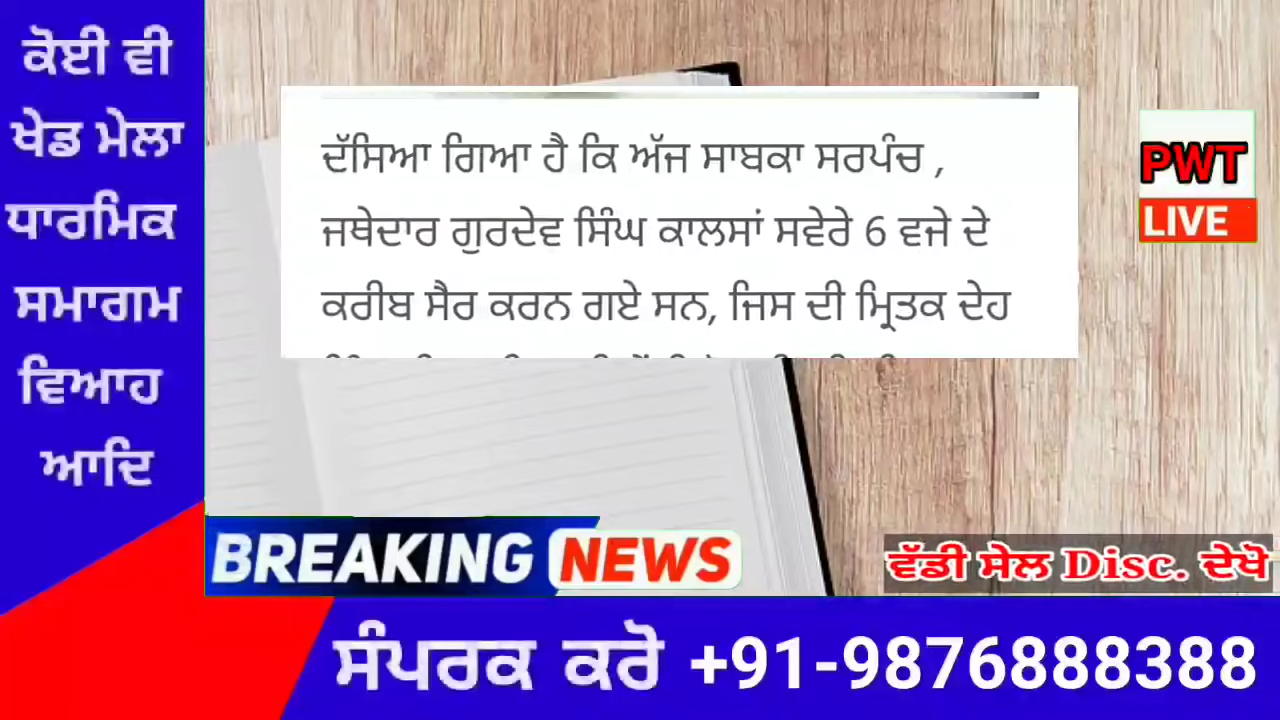 ਕੋਈ ਵੀ
ਖੇਡ ਮੇਲਾ
ਧਾਰਮਿਕ
ਸਮਾਗਮ
ਵਿਆਹ
ਆਦਿ
ਦੱਸਿਆ ਗਿਆ ਹੈ ਕਿ ਅੱਜ ਸਾਬਕਾ ਸਰਪੰਚ ,
ਜਥੇਦਾਰ ਗੁਰਦੇਵ ਸਿੰਘ ਕਾਲਸਾਂ ਸਵੇਰੇ 6 ਵਜੇ ਦੇ
ਕਰੀਬ ਸੈਰ ਕਰਨ ਗਏ ਸਨ, ਜਿਸ ਦੀ ਮ੍ਰਿਤਕ ਦੇਹ
PWT
LIVE
BREAKING NEWS
ਵੱਡੀ ਸੇਲ Disc. ਦੇਖੋ
ਸੰਪਰਕ ਕਰੋ +91-9876888388